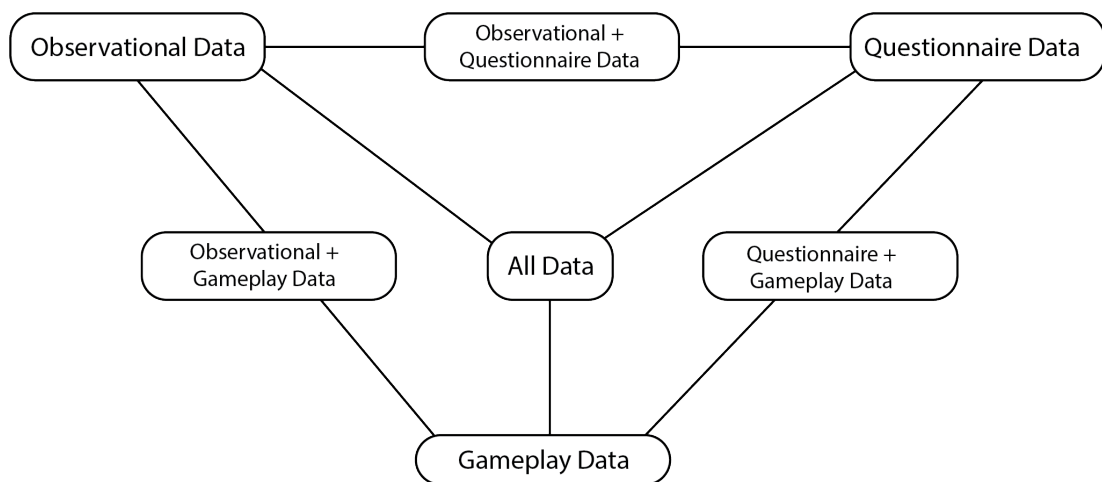 Observational Data
Observational +
Questionnaire Data
Questionnaire Data
Observational +
Gameplay Data
All Data
Questionnaire +
Gameplay Data
Gameplay Data